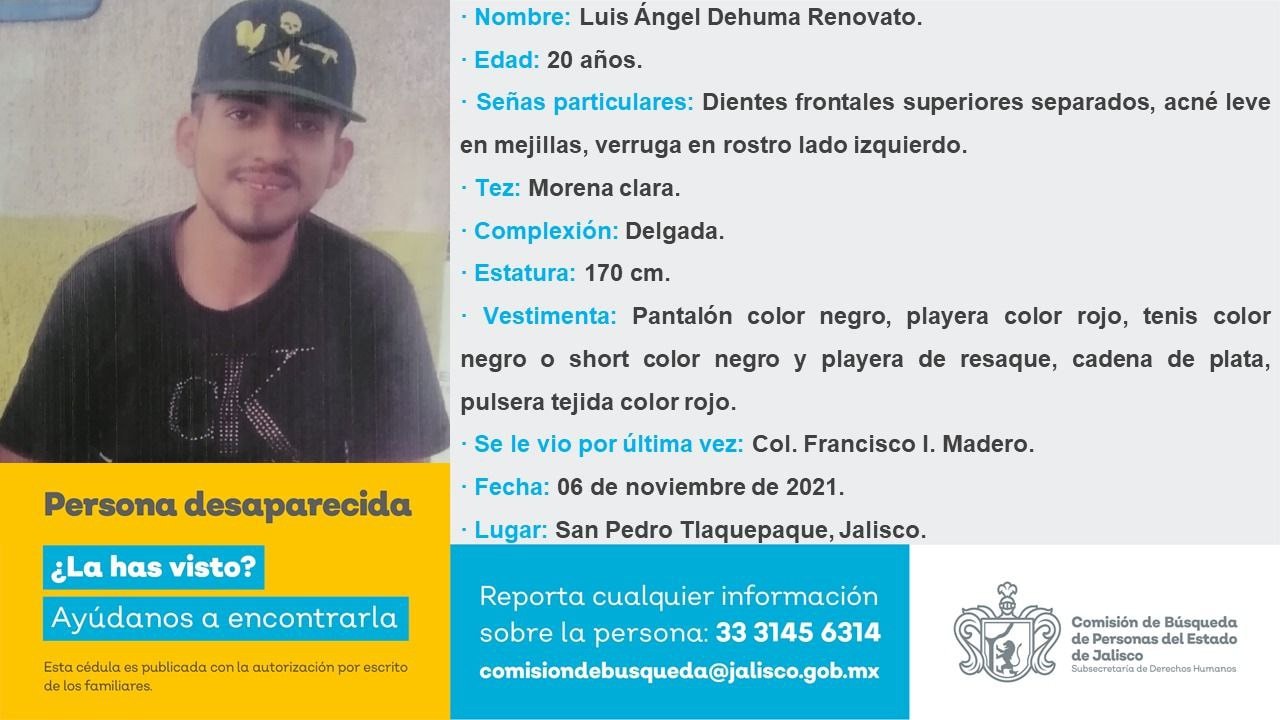 · Nombre: Luis Ángel Dehuma Renovato.
· Edad: 20 años.
· Señas particulares: Dientes frontales superiores separados, acné leve
en mejillas, verruga en rostro lado izquierdo.
· Tez: Morena clara.
· Complexión: Delgada.
· Estatura: 170 cm.
· Vestimenta: Pantalón color negro, playera color rojo, tenis color
negro o short color negro y playera de resaque, cadena de plata,
pulsera tejida color rojo.
· Se le vio por última vez: Col. Francisco I. Madero.
· Fecha: 06 de noviembre de 2021.
· Lugar: San Pedro Tlaquepaque, Jalisco.
cK
Persona desaparecida
¿La has visto?
Ayúdanos a encontrarla
Esta cédula es publicada con la autorización por escrito
de los familiares.
Reporta cualquier información
sobre la persona: 33 3145 6314
comisiondebusqueda@jalisco.gob.mx
Comisión de Búsqueda
de Personas del Estado
de Jalisco
Subsecretaría de Derechos Humanos